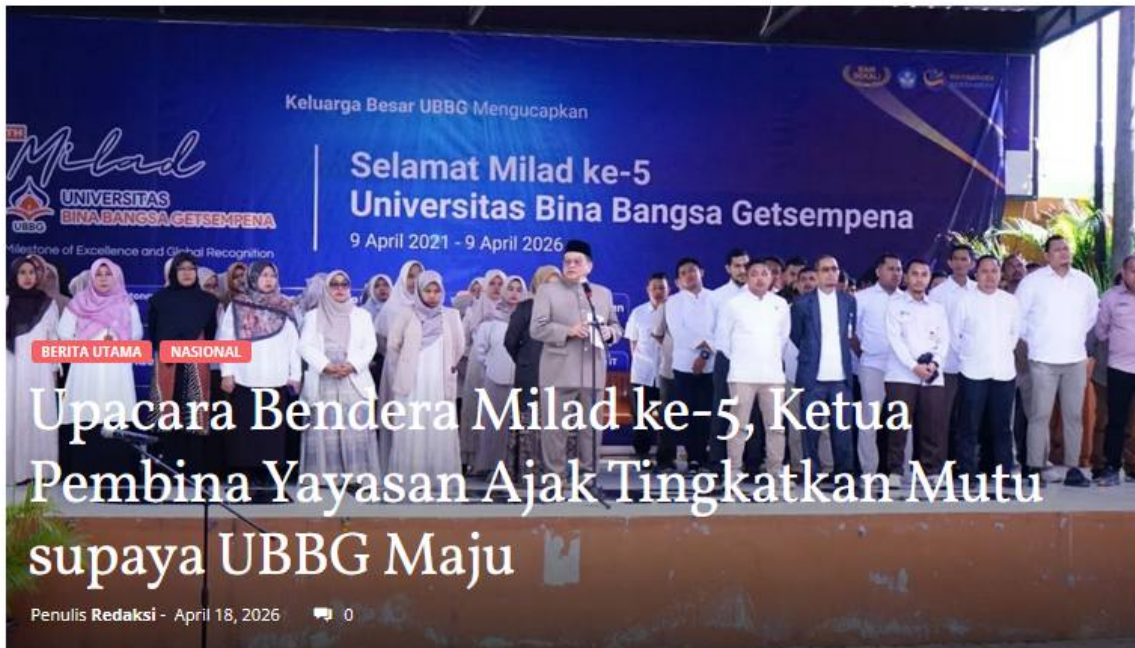 Keluarga Besar UBBG Mengucapkan
TH
Milad
UNIVERSITAS
BINA BANGSA GETSEMPENA
UBBG
Milestone of Excellence and Global Recognition
Selamat Milad ke-5
Universitas Bina Bangsa Getsempena
9 April 2021 - 9 April 2026
BERITA UTAMA
NASIONAL
Upacara Bendera Milad ke-5, Ketua
Pembina Yayasan Ajak Tingkatkan Mutu
supaya UBBG Maju
Penulis Redaksi - April 18, 2026 0